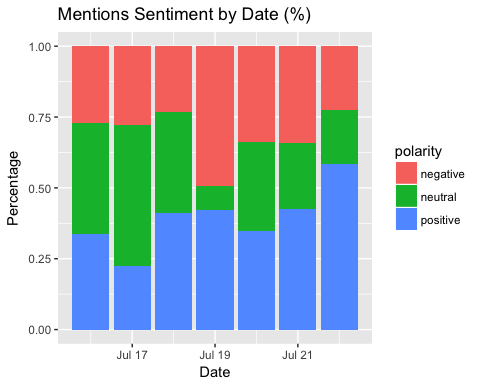 Mentions Sentiment by Date (%)
1.00
0.75
0.50
0.25
0.00
Percentage
Jul 17
Jul 19
Jul 21
Date
polarity
negative
neutral
positive